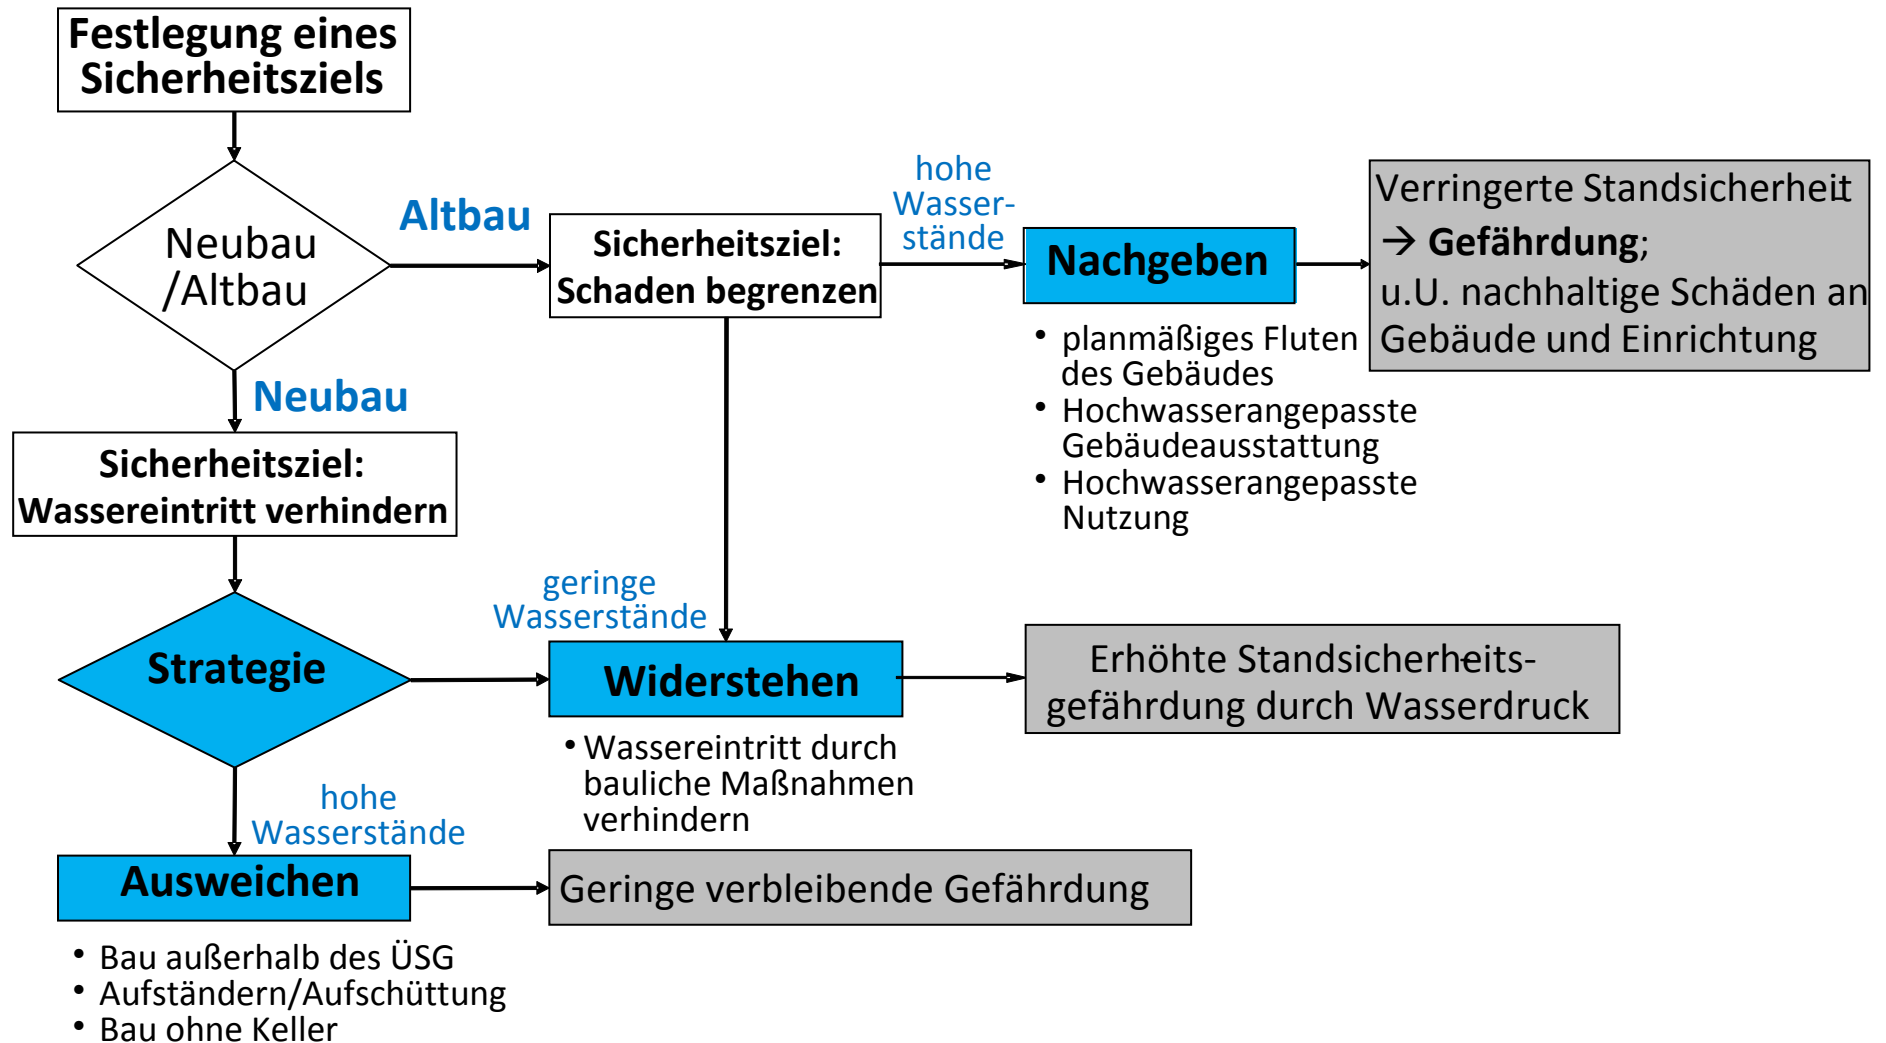 Festlegung eines
Sicherheitsziels
Neubau
/Altbau
Altbau
Sicherheitsziel:
Schaden begrenzen
hohe
Wasser-
stände
Nachgeben
• planmäßiges Fluten
des Gebäudes
• Hochwasserangepasste
Gebäudeausstattung
• Hochwasserangepasste
Nutzung
Verringerte Standsicherheit
→ Gefährdung;
u.U. nachhaltige Schäden an
Gebäude und Einrichtung
Neubau
Sicherheitsziel:
Wassereintritt verhindern
Strategie
geringe
Wasserstände
Widerstehen
• Wassereintritt durch
bauliche Maßnahmen
verhindern
Erhöhte Standsicherheits-
gefährdung durch Wasserdruck
hohe
Wasserstände
Ausweichen
Geringe verbleibende Gefährdung
• Bau außerhalb des ÜSG
• Aufständern/Aufschüttung
• Bau ohne Keller